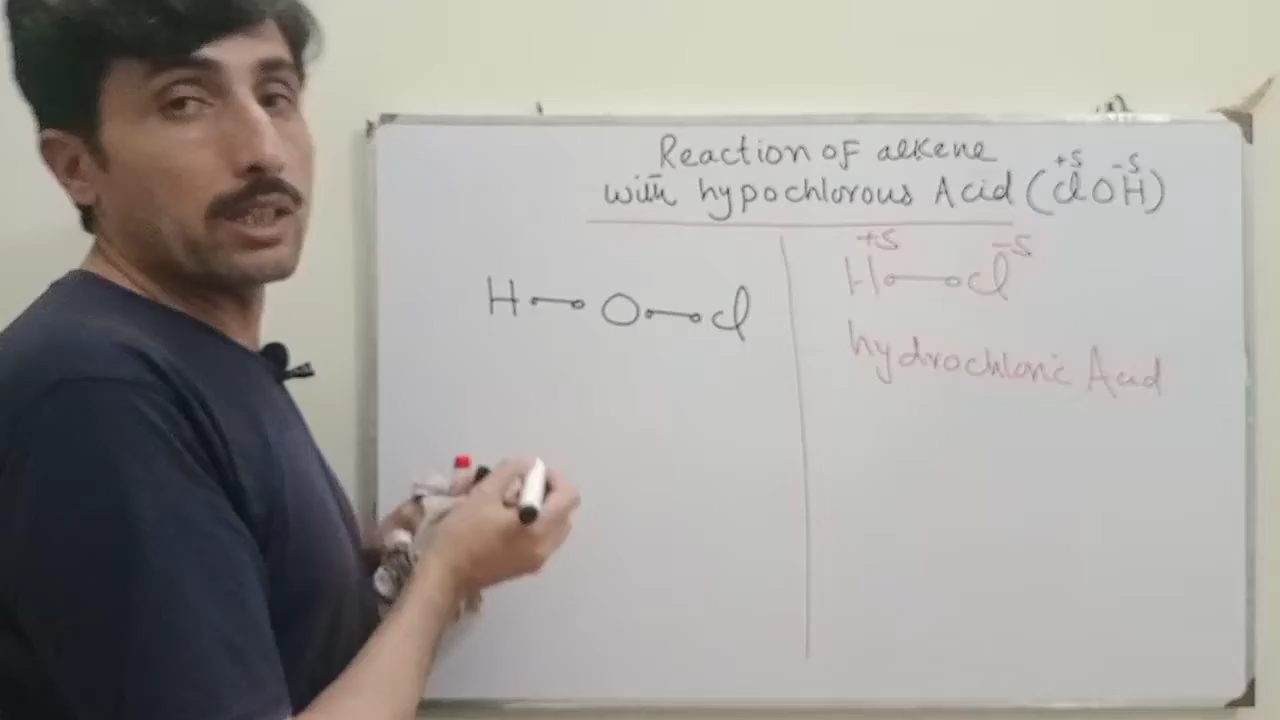 Reaction of alkene
with hypochlorous Acid (ClOH)
+δ -δ
H—O—Cl
+δ -δ
H—Cl
hydrochloric Acid